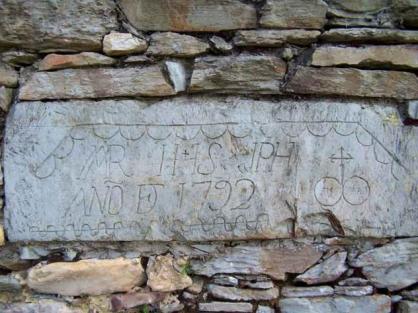 MR IHS JPH
ANO E 1792